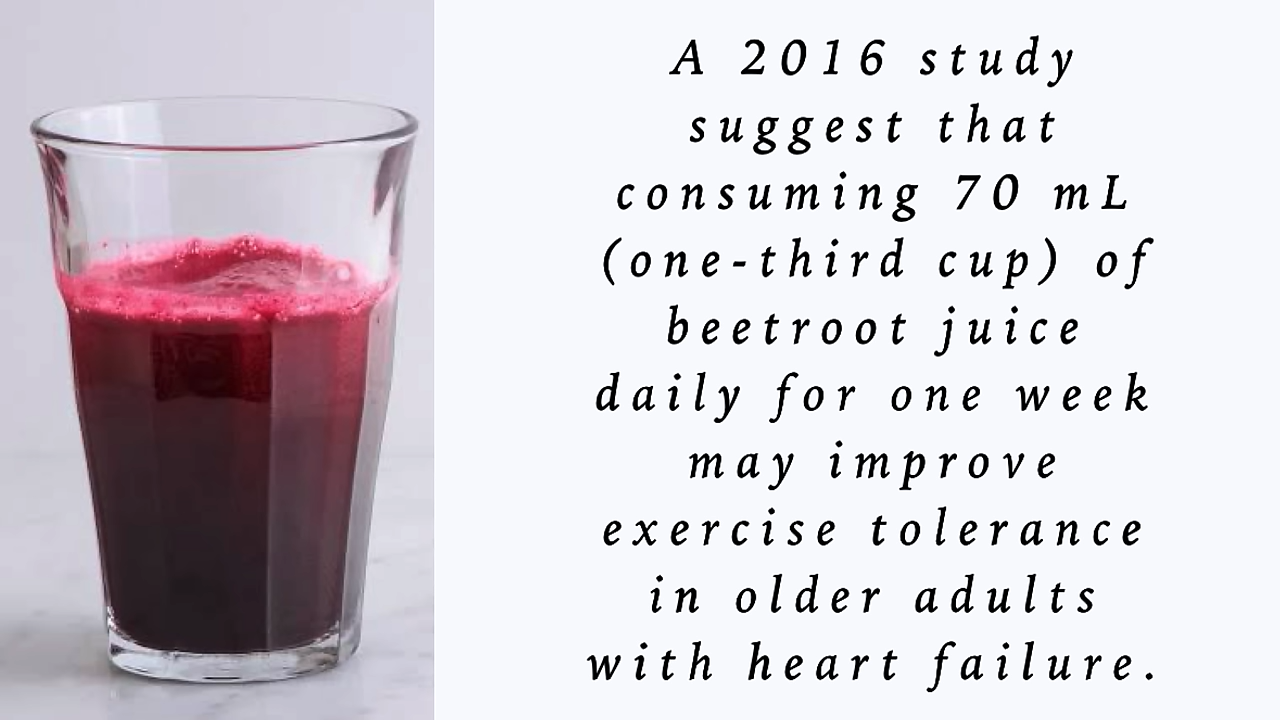 A 2016 study
suggest that
consuming 70 mL
(one-third cup) of
beetroot juice
daily for one week
may improve
exercise tolerance
in older adults
with heart failure.